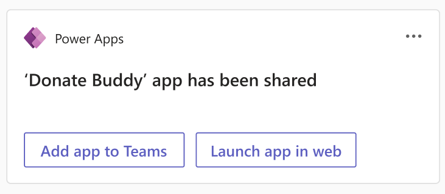 Power Apps
‘Donate Buddy’ app has been shared
Add app to Teams
Launch app in web